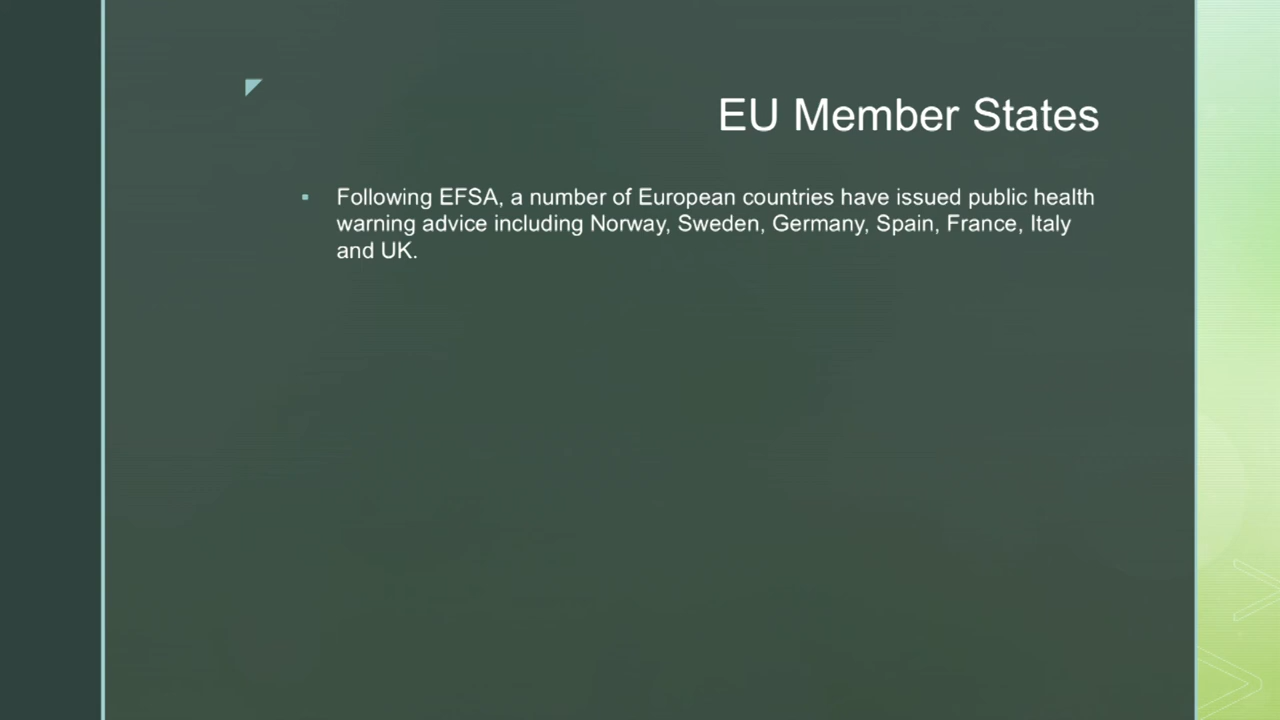 EU Member States
Following EFSA, a number of European countries have issued public health
warning advice including Norway, Sweden, Germany, Spain, France, Italy
and UK.